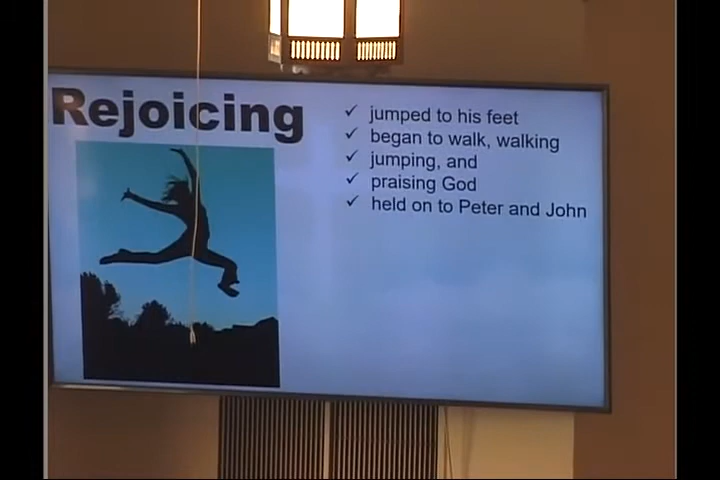 Rejoicing
✓ jumped to his feet
✓ began to walk, walking
✓ jumping, and
✓ praising God
✓ held on to Peter and John